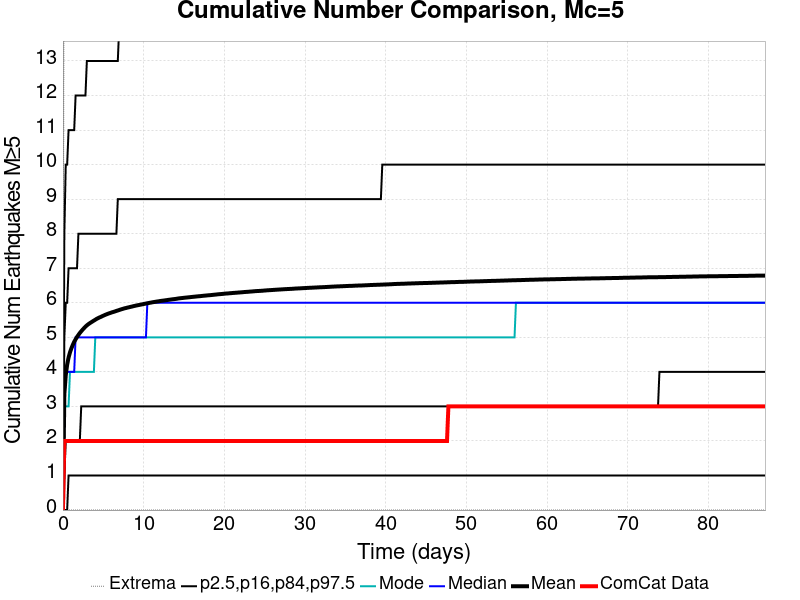 Cumulative Number Comparison, Mc=5
Cumulative Num Earthquakes M≥5
13
12
11
10
9
8
7
6
5
4
3
2
1
0
0 10 20 30 40 50 60 70 80
Time (days)
Extrema p2.5,p16,p84,p97.5 Mode Median Mean ComCat Data